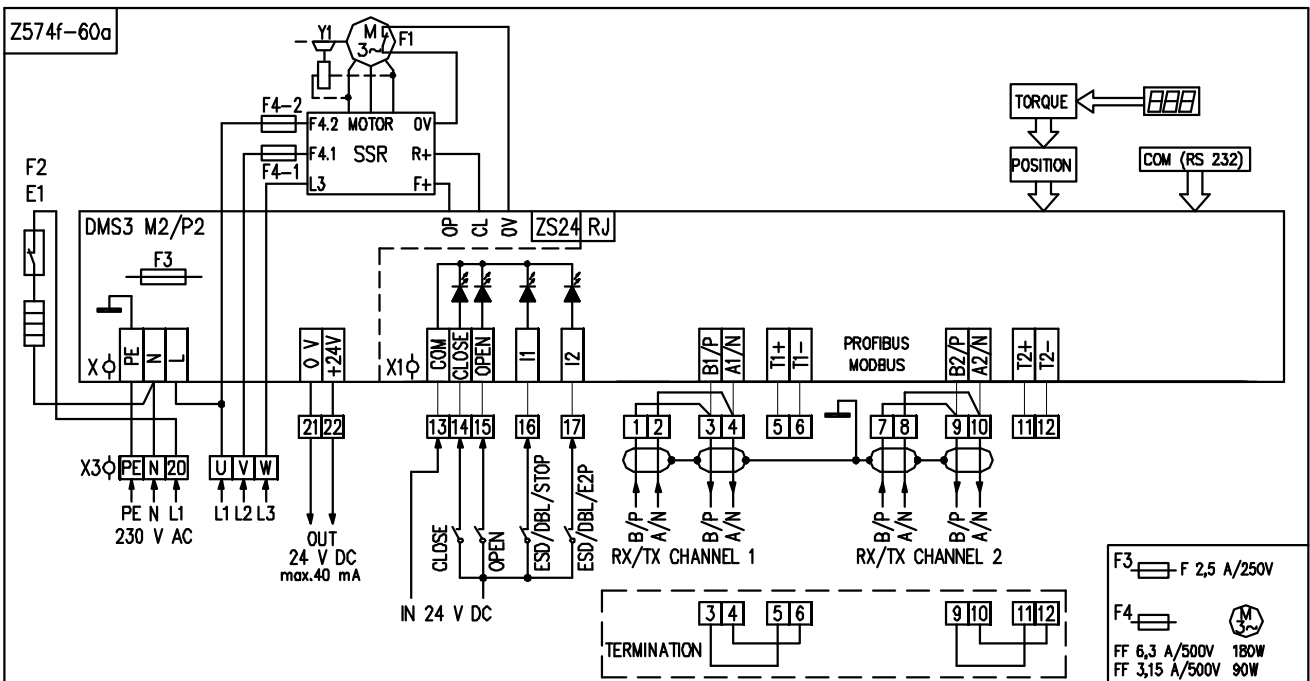 Z574f-60a
Y1
M
3~
F1
F4-2
F4.2 MOTOR 0V
F4.1 SSR R+
F4-1
L3 F+
TORQUE
POSITION
COM (RS 232)
F2
E1
DMS3 M2/P2
F3
OP
CL
0V
ZS24 RJ
X
PE
N
L
0 V
+24V
X1
COM
CLOSE
OPEN
I1
I2
B1/P
A1/N
T1+
T1-
PROFIBUS
MODBUS
B2/P
A2/N
T2+
T2-
21 22
13 14 15 16 17
1 2 3 4 5 6
7 8 9 10 11 12
X3 PE N 20
U V W
PE N L1
230 V AC
L1 L2 L3
OUT
24 V DC
max.40 mA
CLOSE
OPEN
ESD/DBL/STOP
ESD/DBL/E2P
IN 24 V DC
B/P
A/N
B/P
A/N
RX/TX CHANNEL 1
B/P
A/N
B/P
A/N
RX/TX CHANNEL 2
TERMINATION
3 4 5 6
9 10 11 12
F3 F 2,5 A/250V
F4
M
3~
FF 6,3 A/500V 180W
FF 3,15 A/500V 90W